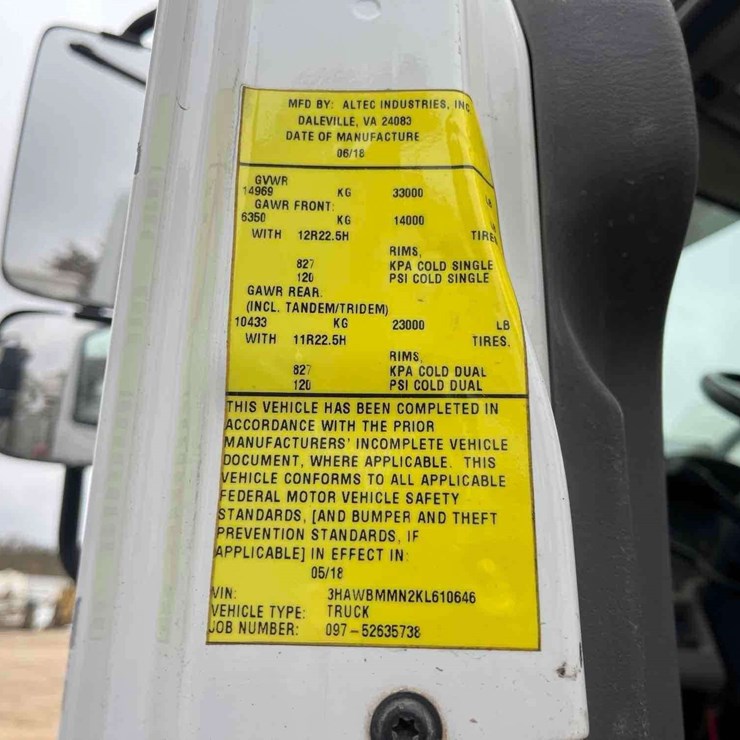 MFD BY: ALTEC INDUSTRIES, INC
DALEVILLE, VA 24083
DATE OF MANUFACTURE
06/18
GVWR
14969 KG 33000 LB
GAWR FRONT:
6350 KG 14000
WITH 12R22.5H TIRES
RIMS,
827 KPA COLD SINGLE
120 PSI COLD SINGLE
GAWR REAR
(INCL. TANDEM/TRIDEM)
10433 KG 23000 LB
WITH 11R22.5H TIRES.
RIMS,
827 KPA COLD DUAL
120 PSI COLD DUAL
THIS VEHICLE HAS BEEN COMPLETED IN
ACCORDANCE WITH THE PRIOR
MANUFACTURERS' INCOMPLETE VEHICLE
DOCUMENT, WHERE APPLICABLE. THIS
VEHICLE CONFORMS TO ALL APPLICABLE
FEDERAL MOTOR VEHICLE SAFETY
STANDARDS, [AND BUMPER AND THEFT
PREVENTION STANDARDS, IF
APPLICABLE] IN EFFECT IN:
05/18
VIN: 3HAWBMMN2KL610646
VEHICLE TYPE: TRUCK
JOB NUMBER: 097-52635738